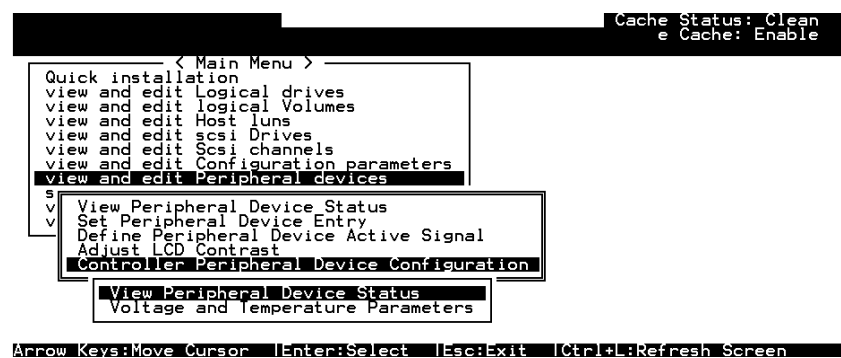 Cache Status: Clean
e Cache: Enable
< Main Menu >
Quick installation
view and edit Logical drives
view and edit logical Volumes
view and edit Host luns
view and edit scsi Drives
view and edit Scsi channels
view and edit Configuration parameters
view and edit Peripheral devices
s
v
v
View Peripheral Device Status
Set Peripheral Device Entry
Define Peripheral Device Active Signal
Adjust LCD Contrast
Controller Peripheral Device Configuration
View Peripheral Device Status
Voltage and Temperature Parameters
Arrow Keys:Move Cursor |Enter:Select |Esc:Exit |Ctrl+L:Refresh Screen